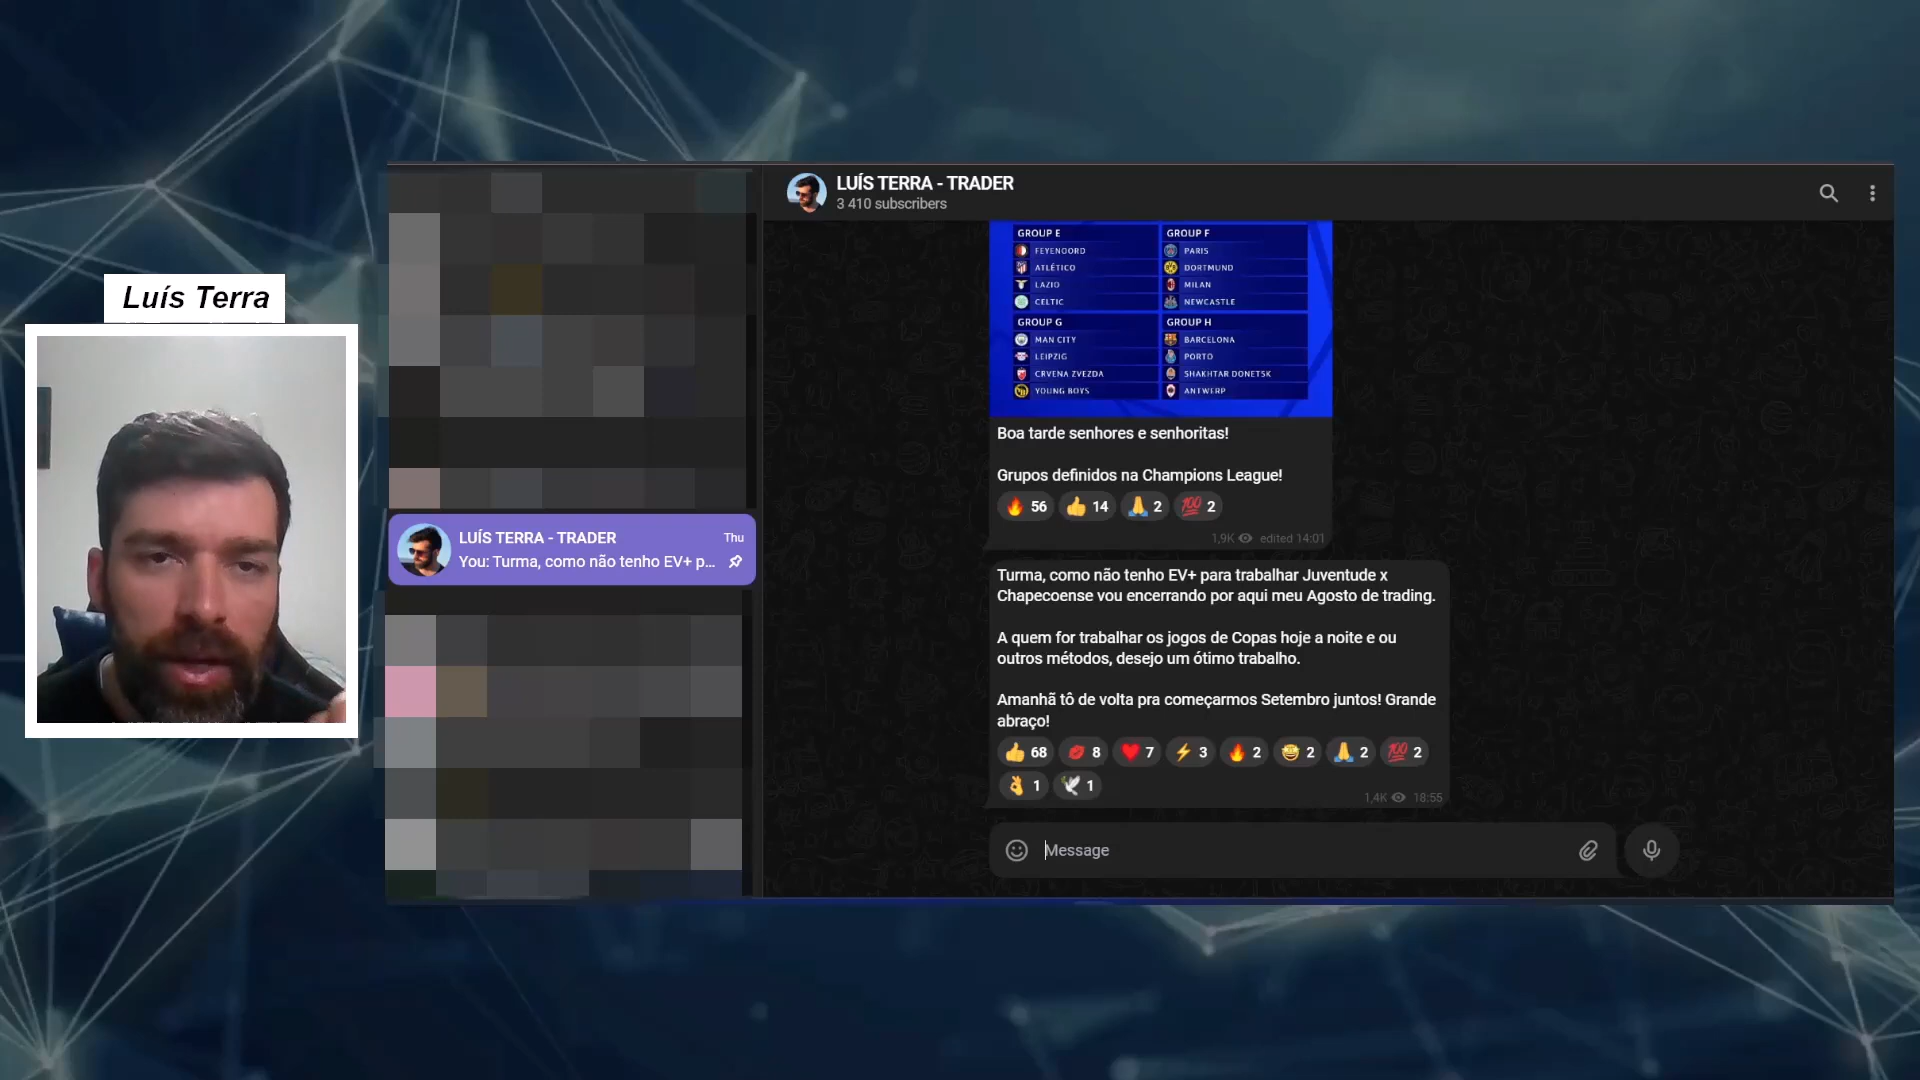 Luís Terra
LUÍS TERRA - TRADER
Thu
You: Turma, como não tenho EV+ p...
LUÍS TERRA - TRADER
3 410 subscribers
GROUP E
FEYENOORD
ATLÉTICO
LAZIO
CELTIC
GROUP F
PARIS
DORTMUND
MILAN
NEWCASTLE
GROUP G
MAN CITY
LEIPZIG
CRVENA ZVEZDA
YOUNG BOYS
GROUP H
BARCELONA
PORTO
SHAKHTAR DONETSK
ANTWERP
Boa tarde senhores e senhoritas!
Grupos definidos na Champions League!
🔥 56 👍 14 🙏 2 💯 2
1,9K edited 14:01
Turma, como não tenho EV+ para trabalhar Juventude x
Chapecoense vou encerrando por aqui meu Agosto de trading.
A quem for trabalhar os jogos de Copas hoje a noite e ou
outros métodos, desejo um ótimo trabalho.
Amanhã tô de volta pra começarmos Setembro juntos! Grande
abraço!
👍 68 💋 8 ❤️ 7 ⚡ 3 🔥 2 🤩 2 🙏 2 💯 2
👌 1 🕊 1
1,4K 18:55
Message